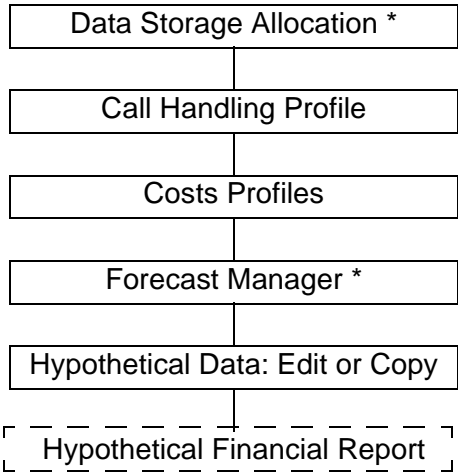 Data Storage Allocation *
Call Handling Profile
Costs Profiles
Forecast Manager *
Hypothetical Data: Edit or Copy
Hypothetical Financial Report